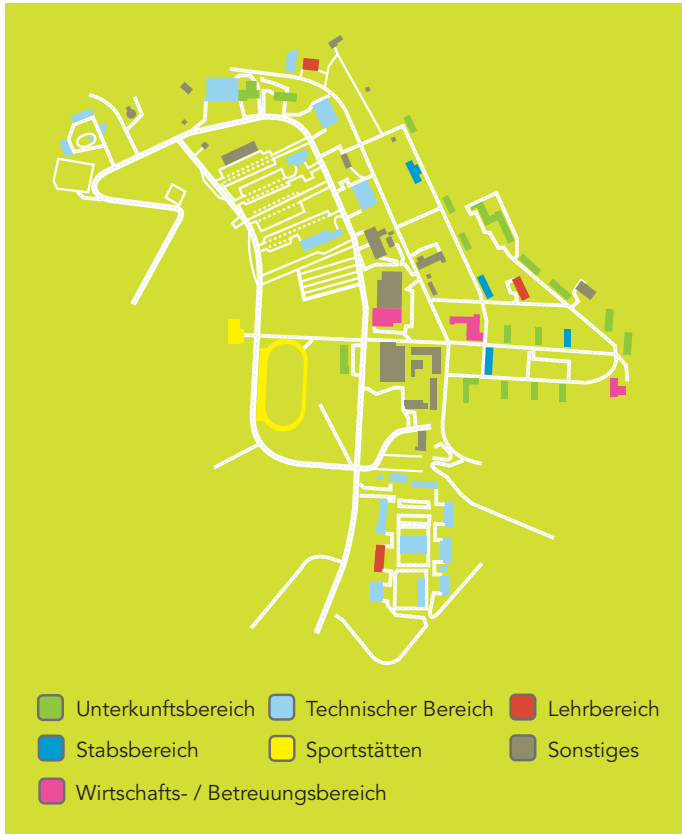 Unterkunftsbereich Technischer Bereich Lehrbereich
Stabsbereich Sportstätten Sonstiges
Wirtschafts- / Betreuungsbereich